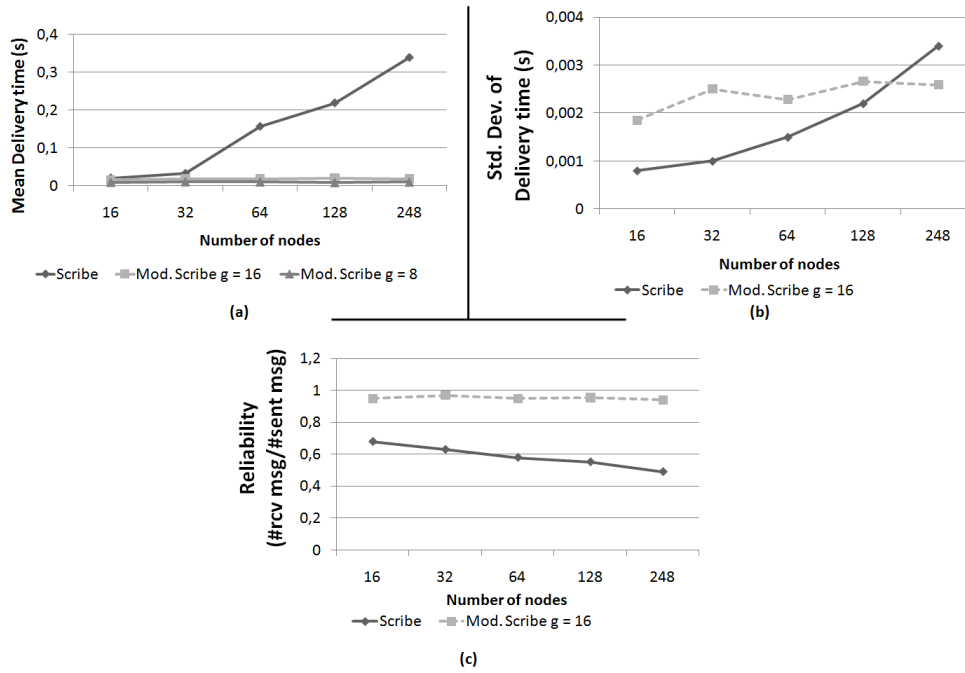 Mean Delivery time (s)
0,4
0,3
0,2
0,1
0
16 32 64 128 248
Number of nodes
Scribe Mod. Scribe g = 16 Mod. Scribe g = 8
(a)
Std. Dev. of
Delivery time (s)
0,004
0,003
0,002
0,001
0
16 32 64 128 248
Number of nodes
Scribe Mod. Scribe g = 16
(b)
Reliability
(#rcv msg/#sent msg)
1,2
1
0,8
0,6
0,4
0,2
0
16 32 64 128 248
Number of nodes
Scribe Mod. Scribe g = 16
(c)